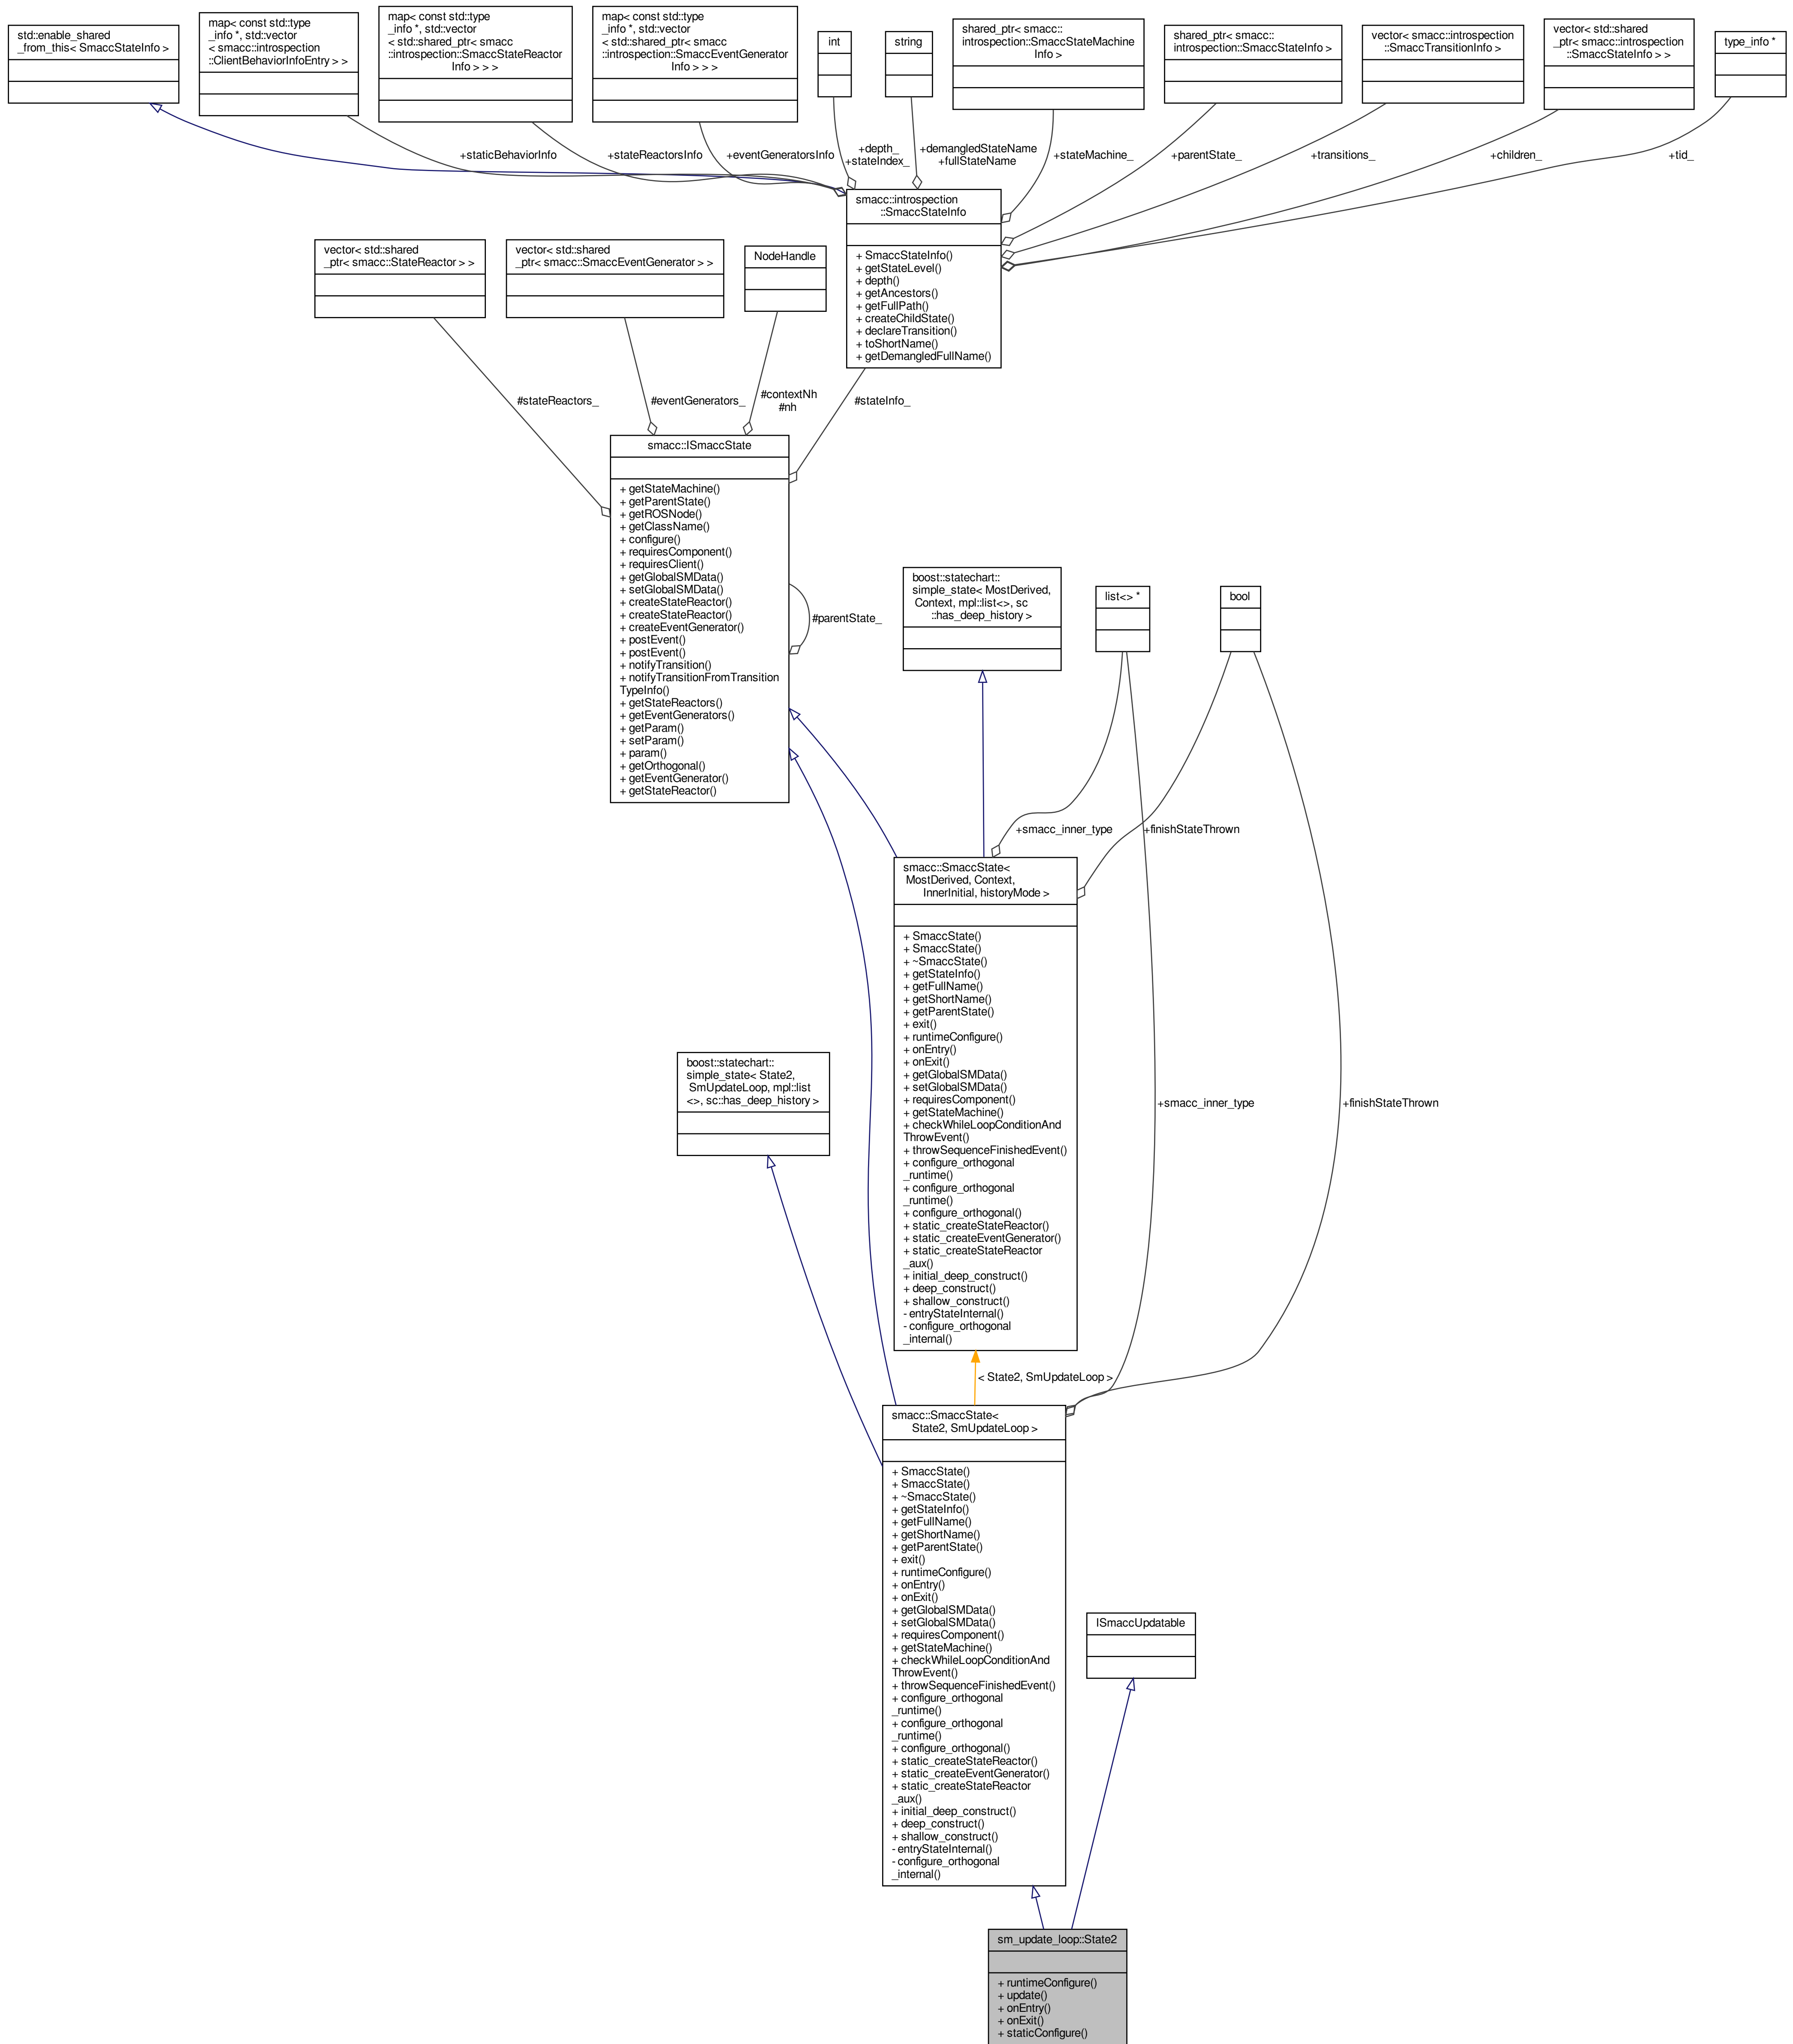 std::enable_shared
_from_this< SmaccStateInfo >
map< const std::type
_info *, std::vector
< smacc::introspection
::ClientBehaviorInfoEntry > >
map< const std::type
_info *, std::vector
< std::shared_ptr< smacc
::introspection::SmaccStateReactor
Info > > >
map< const std::type
_info *, std::vector
< std::shared_ptr< smacc
::introspection::SmaccEventGenerator
Info > > >
int
string
shared_ptr< smacc::
introspection::SmaccStateMachine
Info >
shared_ptr< smacc::
introspection::SmaccStateInfo >
vector< smacc::introspection
::SmaccTransitionInfo >
vector< std::shared
_ptr< smacc::introspection
::SmaccStateInfo > >
type_info *
+staticBehaviorInfo
+stateReactorsInfo
+eventGeneratorsInfo
+depth_
+stateIndex_
+demangledStateName
+fullStateName
+stateMachine_
+parentState_
+transitions_
+children_
+tid_
smacc::introspection
::SmaccStateInfo
+ SmaccStateInfo()
+ getStateLevel()
+ depth()
+ getAncestors()
+ getFullPath()
+ createChildState()
+ declareTransition()
+ toShortName()
+ getDemangledFullName()
vector< std::shared
_ptr< smacc::StateReactor > >
vector< std::shared
_ptr< smacc::SmaccEventGenerator > >
NodeHandle
#stateReactors_
#eventGenerators_
#contextNh
#nh
#stateInfo_
smacc::ISmaccState
+ getStateMachine()
+ getParentState()
+ getROSNode()
+ getClassName()
+ configure()
+ requiresComponent()
+ requiresClient()
+ getGlobalSMData()
+ setGlobalSMData()
+ createStateReactor()
+ createStateReactor()
+ createEventGenerator()
+ postEvent()
+ postEvent()
+ notifyTransition()
+ notifyTransitionFromTransition
TypeInfo()
+ getStateReactors()
+ getEventGenerators()
+ getParam()
+ setParam()
+ param()
+ getOrthogonal()
+ getEventGenerator()
+ getStateReactor()
#parentState_
boost::statechart::
simple_state< MostDerived,
Context, mpl::list<>, sc
::has_deep_history >
list<> *
bool
+smacc_inner_type
+finishStateThrown
smacc::SmaccState<
MostDerived, Context,
InnerInitial, historyMode >
+ SmaccState()
+ SmaccState()
+ ~SmaccState()
+ getStateInfo()
+ getFullName()
+ getShortName()
+ getParentState()
+ exit()
+ runtimeConfigure()
+ onEntry()
+ onExit()
+ getGlobalSMData()
+ setGlobalSMData()
+ requiresComponent()
+ getStateMachine()
+ checkWhileLoopConditionAnd
ThrowEvent()
+ throwSequenceFinishedEvent()
+ configure_orthogonal
_runtime()
+ configure_orthogonal
_runtime()
+ configure_orthogonal()
+ static_createStateReactor()
+ static_createEventGenerator()
+ static_createStateReactor
_aux()
+ initial_deep_construct()
+ deep_construct()
+ shallow_construct()
- entryStateInternal()
- configure_orthogonal
_internal()
boost::statechart::
simple_state< State2,
SmUpdateLoop, mpl::list
<>, sc::has_deep_history >
+smacc_inner_type
+finishStateThrown
< State2, SmUpdateLoop >
smacc::SmaccState<
State2, SmUpdateLoop >
+ SmaccState()
+ SmaccState()
+ ~SmaccState()
+ getStateInfo()
+ getFullName()
+ getShortName()
+ getParentState()
+ exit()
+ runtimeConfigure()
+ onEntry()
+ onExit()
+ getGlobalSMData()
+ setGlobalSMData()
+ requiresComponent()
+ getStateMachine()
+ checkWhileLoopConditionAnd
ThrowEvent()
+ throwSequenceFinishedEvent()
+ configure_orthogonal
_runtime()
+ configure_orthogonal
_runtime()
+ configure_orthogonal()
+ static_createStateReactor()
+ static_createEventGenerator()
+ static_createStateReactor
_aux()
+ initial_deep_construct()
+ deep_construct()
+ shallow_construct()
- entryStateInternal()
- configure_orthogonal
_internal()
ISmaccUpdatable
sm_update_loop::State2
+ runtimeConfigure()
+ update()
+ onEntry()
+ onExit()
+ staticConfigure()